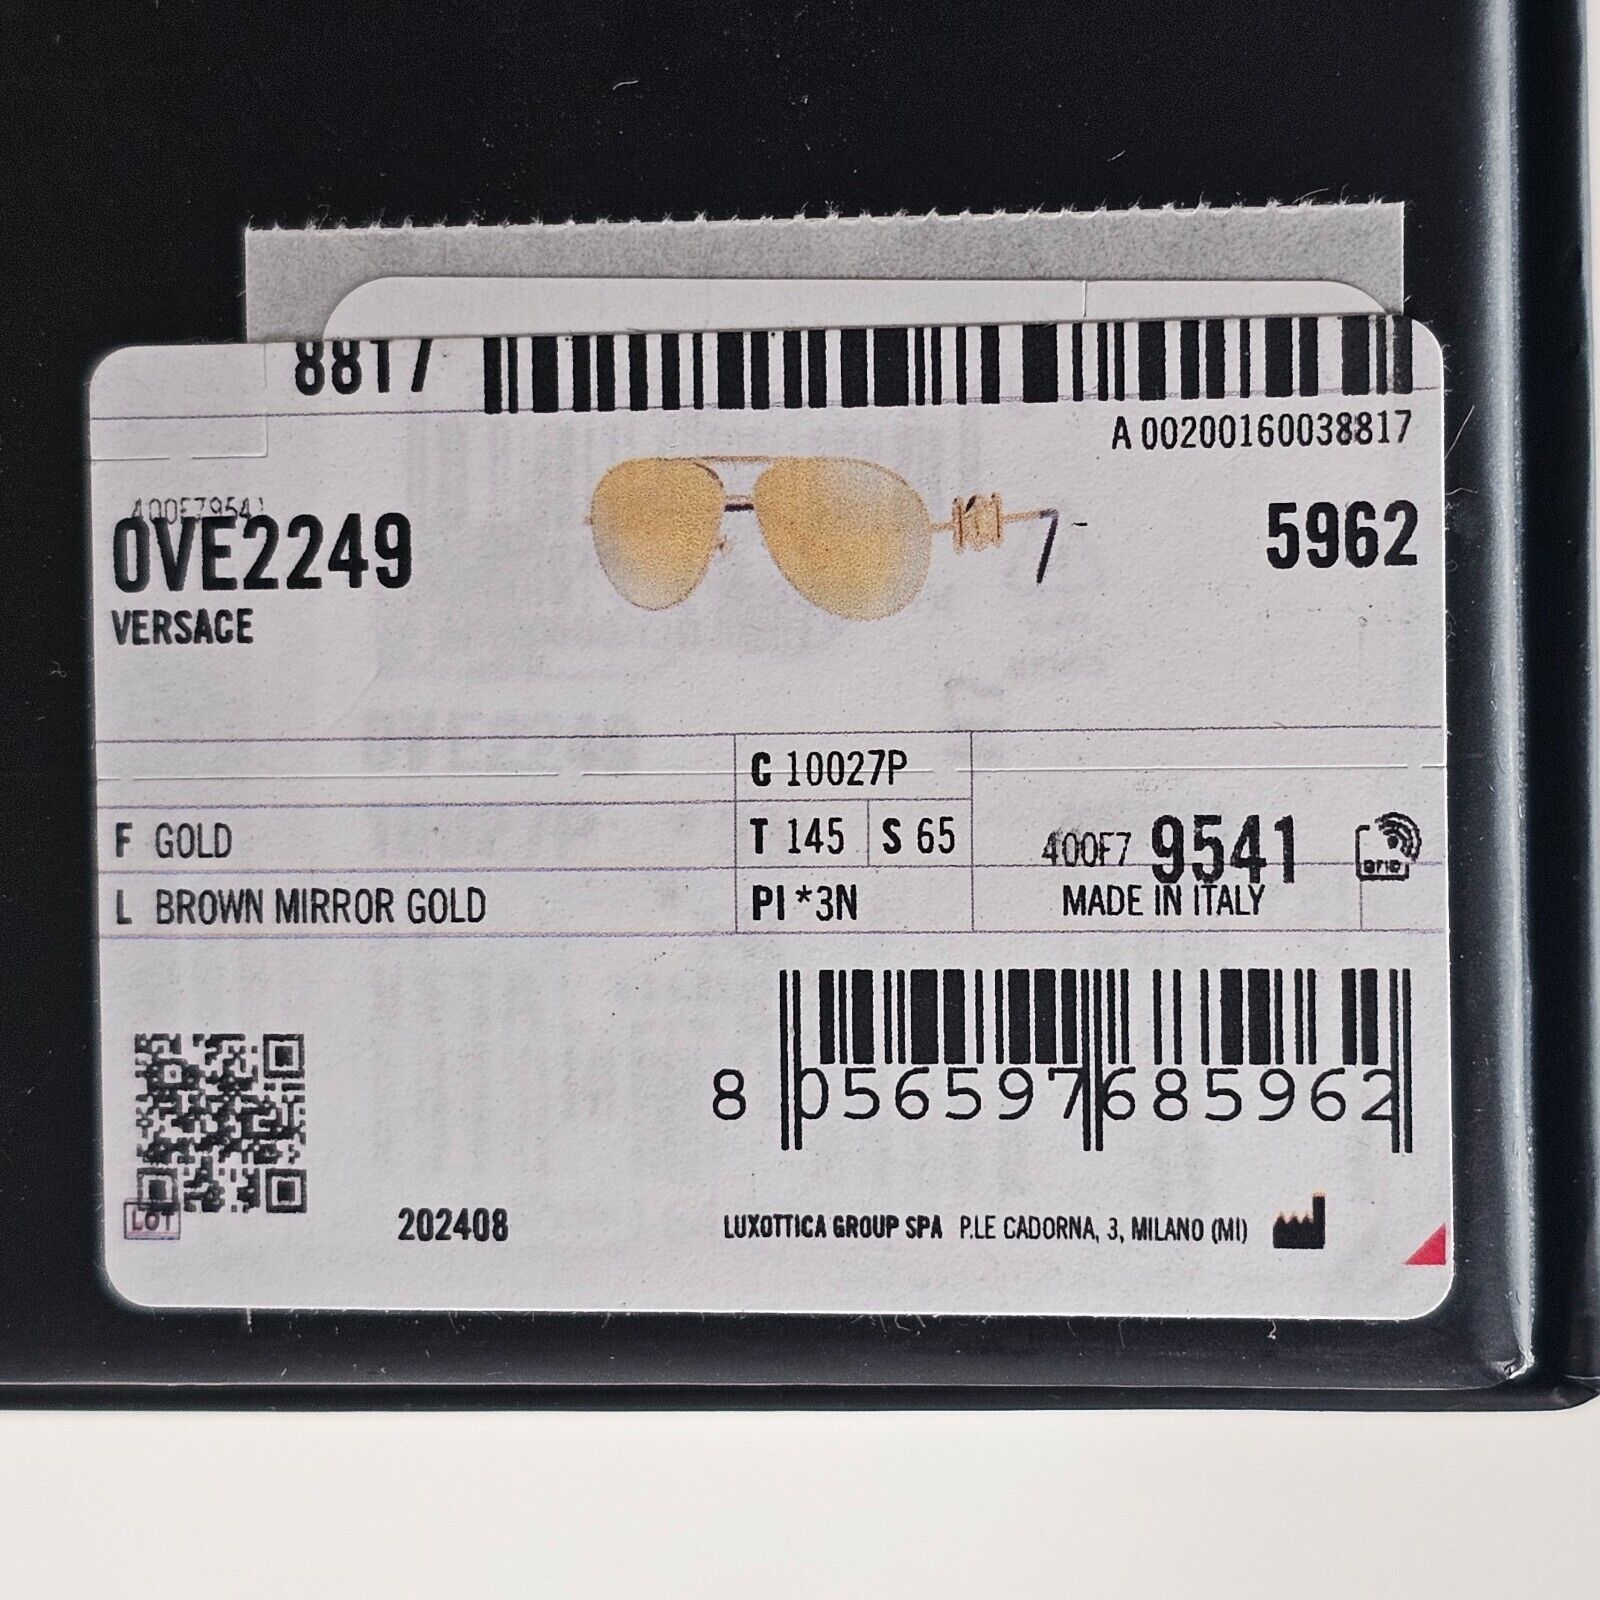 8817
A 00200160038817
400F79541
0VE2249
5962
VERSACE
C 10027P
F GOLD
T 145 S 65
400F7 9541
L BROWN MIRROR GOLD
PI *3N
MADE IN ITALY
8 056597 685962
LOT
202408
LUXOTTICA GROUP SPA P.LE CADORNA, 3, MILANO (MI)